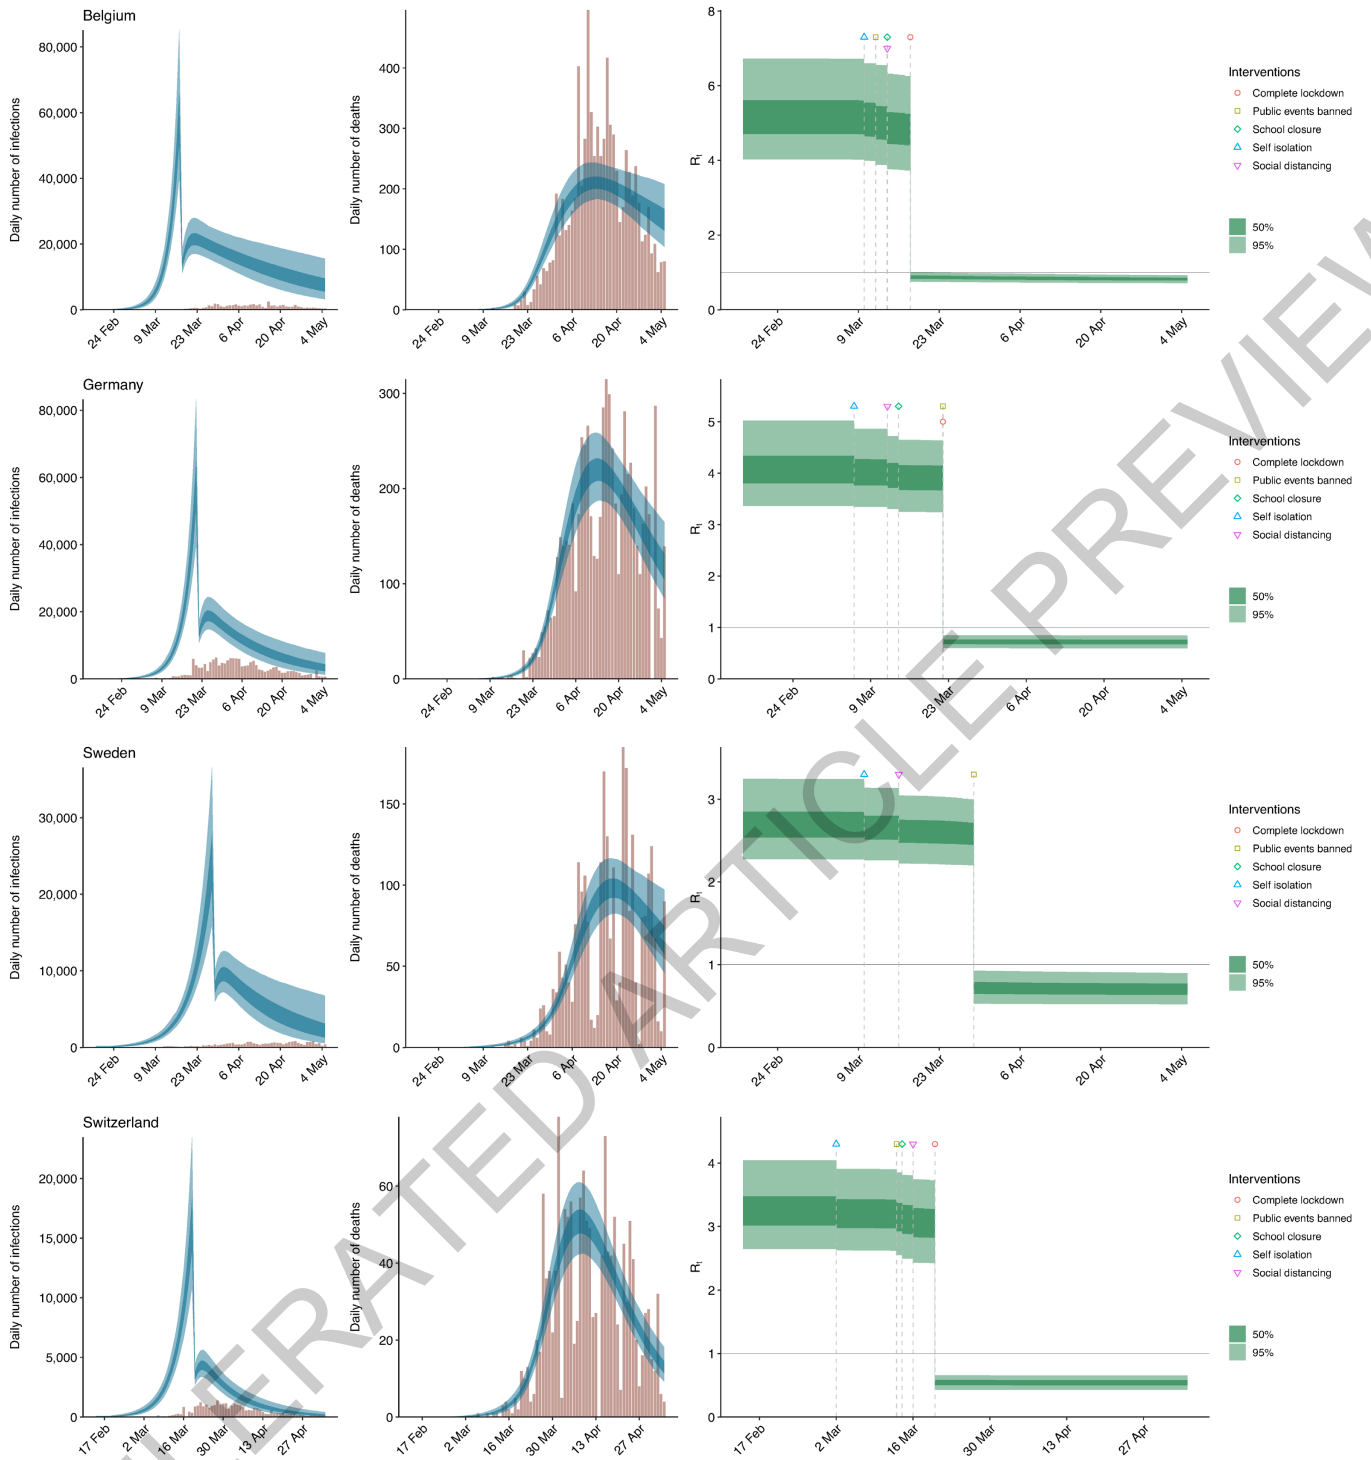 Belgium
Daily number of infections
80,000
60,000
40,000
20,000
0
24 Feb
9 Mar
23 Mar
6 Apr
20 Apr
4 May
Daily number of deaths
400
300
200
100
0
24 Feb
9 Mar
23 Mar
6 Apr
20 Apr
4 May
Rt
8
6
4
2
0
24 Feb
9 Mar
23 Mar
6 Apr
20 Apr
4 May
Interventions
Complete lockdown
Public events banned
School closure
Self isolation
Social distancing
50%
95%
Germany
Daily number of infections
80,000
60,000
40,000
20,000
0
24 Feb
9 Mar
23 Mar
6 Apr
20 Apr
4 May
Daily number of deaths
300
200
100
0
24 Feb
9 Mar
23 Mar
6 Apr
20 Apr
4 May
Rt
5
4
3
2
1
0
24 Feb
9 Mar
23 Mar
6 Apr
20 Apr
4 May
Interventions
Complete lockdown
Public events banned
School closure
Self isolation
Social distancing
50%
95%
Sweden
Daily number of infections
30,000
20,000
10,000
0
24 Feb
9 Mar
23 Mar
6 Apr
20 Apr
4 May
Daily number of deaths
150
100
50
0
24 Feb
9 Mar
23 Mar
6 Apr
20 Apr
4 May
Rt
3
2
1
0
24 Feb
9 Mar
23 Mar
6 Apr
20 Apr
4 May
Interventions
Complete lockdown
Public events banned
School closure
Self isolation
Social distancing
50%
95%
Switzerland
Daily number of infections
20,000
15,000
10,000
5,000
0
17 Feb
2 Mar
16 Mar
30 Mar
13 Apr
27 Apr
Daily number of deaths
60
40
20
0
17 Feb
2 Mar
16 Mar
30 Mar
13 Apr
27 Apr
Rt
4
3
2
1
0
17 Feb
2 Mar
16 Mar
30 Mar
13 Apr
27 Apr
Interventions
Complete lockdown
Public events banned
School closure
Self isolation
Social distancing
50%
95%
LERATED ARTICLE PREVIEW